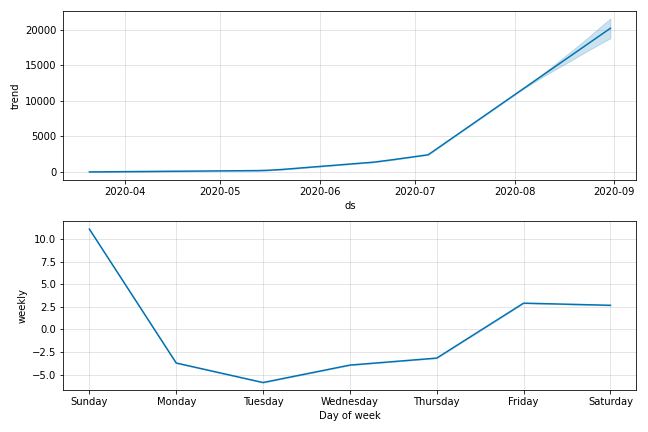 20000
15000
10000
5000
0
trend
2020-04 2020-05 2020-06 2020-07 2020-08 2020-09
ds
10.0
7.5
5.0
2.5
0.0
−2.5
−5.0
weekly
Sunday Monday Tuesday Wednesday Thursday Friday Saturday
Day of week